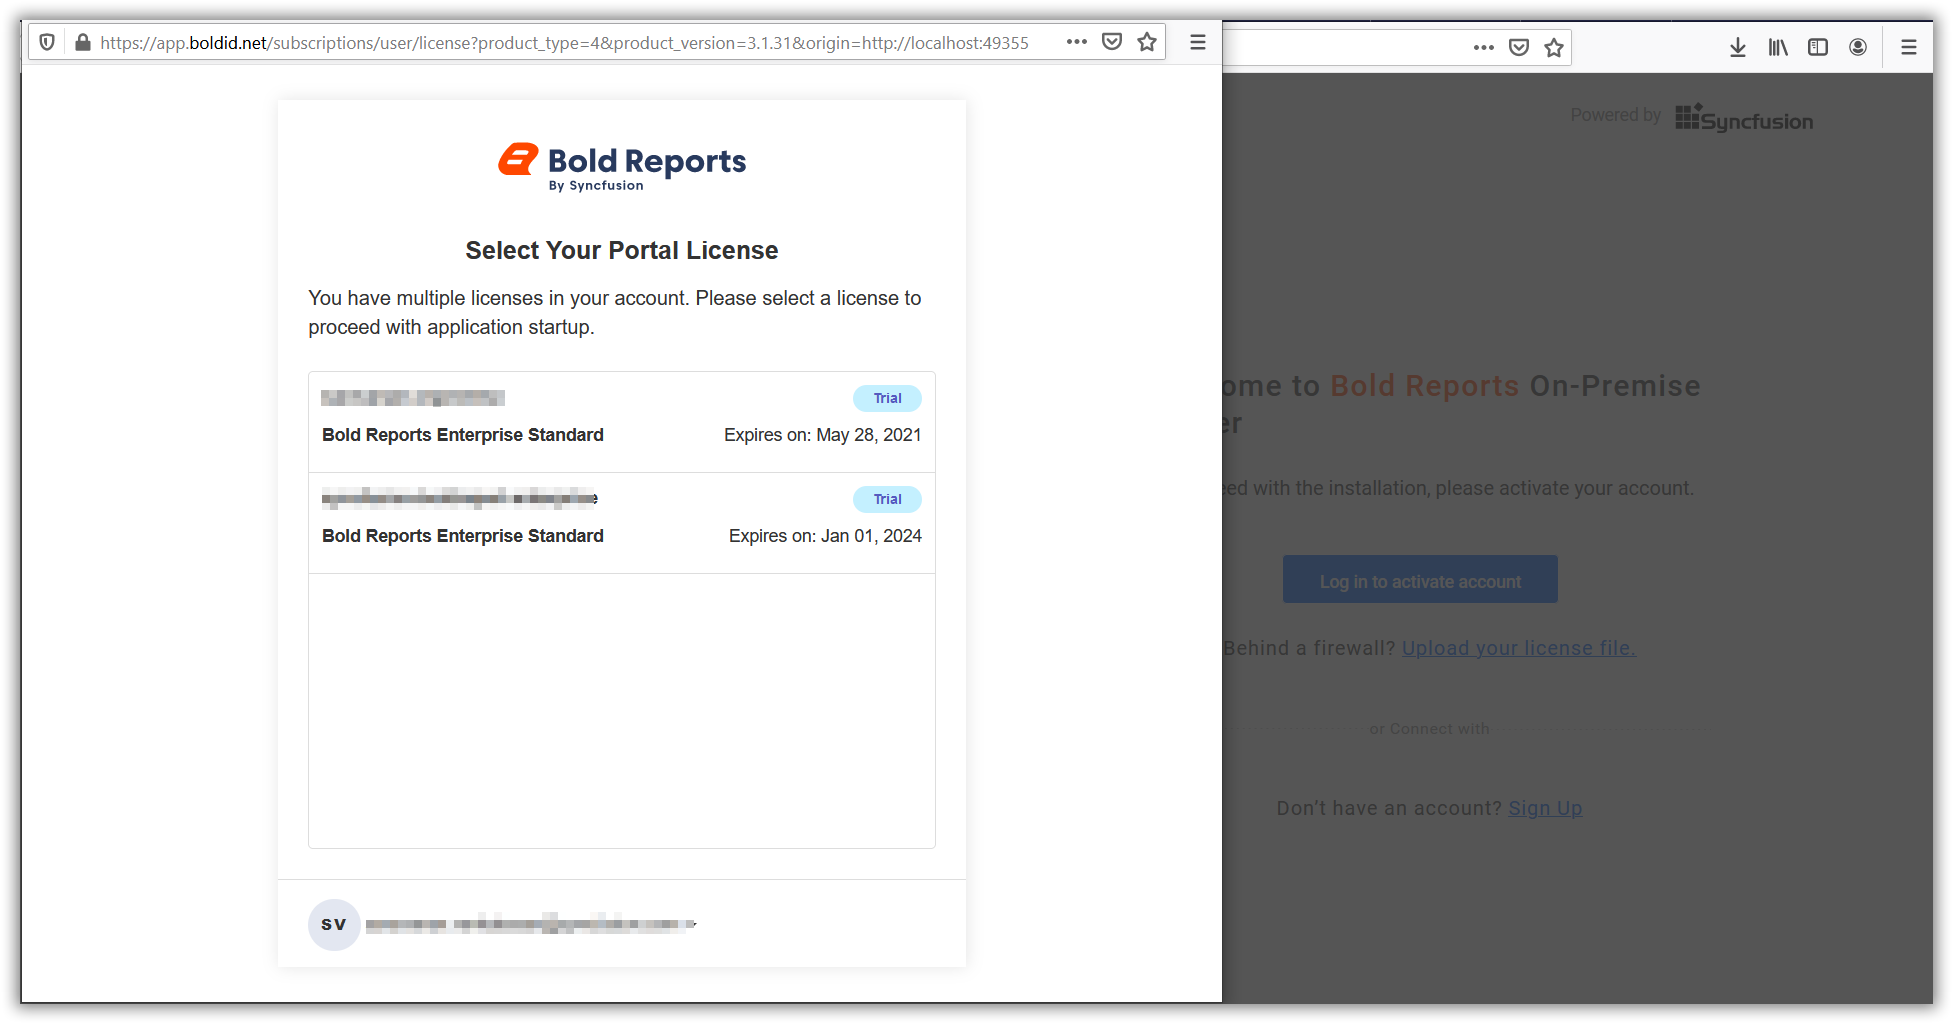 https://app.boldid.net/subscriptions/user/license?product_type=4&product_version=3.1.31&origin=http://localhost:49355
Bold Reports
By Syncfusion
Select Your Portal License
You have multiple licenses in your account. Please select a license to
proceed with application startup.
Trial
Bold Reports Enterprise Standard
Expires on: May 28, 2021
Trial
Bold Reports Enterprise Standard
Expires on: Jan 01, 2024
SV
Powered by Syncfusion
ome to Bold Reports On-Premise
er
eed with the installation, please activate your account.
Log in to activate account
Behind a firewall? Upload your license file.
or Connect with
Don't have an account? Sign Up